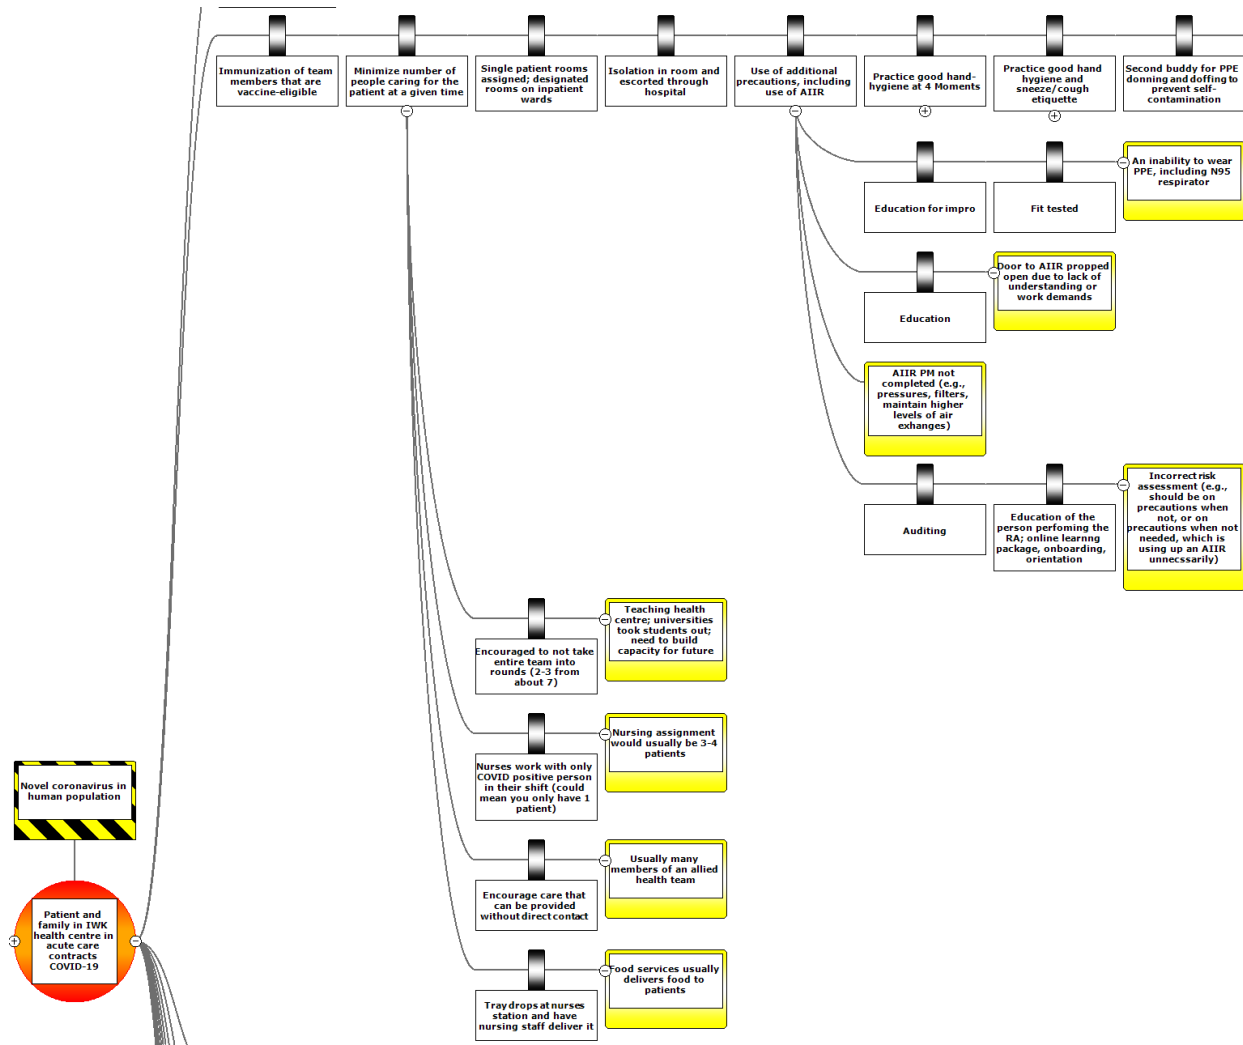 Immunization of team
members that are
vaccine-eligible
Minimize number of
people caring for the
patient at a given time
Single patient rooms
assigned; designated
rooms on inpatient
wards
Isolation in room and
escorted through
hospital
Use of additional
precautions, including
use of AIIR
Practice good hand-
hygiene at 4 Moments
Practice good hand
hygiene and
sneeze/cough
etiquette
Second buddy for PPE
donning and doffing to
prevent self-
contamination
Education for impro
Fit tested
An inability to wear
PPE, including N95
respirator
Education
Door to AIIR propped
open due to lack of
understanding or
work demands
AIIR PM not
completed (e.g.,
pressures, filters,
maintain higher
levels of air
exhanges)
Auditing
Education of the
person perfoming the
RA; online learnng
package, onboarding,
orientation
Incorrect risk
assessment (e.g.,
should be on
precautions when
not, or on
precautions when not
needed, which is
using up an AIIR
unnecssarily)
Encouraged to not take
entire team into
rounds (2-3 from
about 7)
Teaching health
centre; universities
took students out;
need to build
capacity for future
Nurses work with only
COVID positive person
in their shift (could
mean you only have 1
patient)
Nursing assignment
would usually be 3-4
patients
Encourage care that
can be provided
without direct contact
Usually many
members of an allied
health team
Tray drops at nurses
station and have
nursing staff deliver it
Food services usually
delivers food to
patients
Novel coronavirus in
human population
Patient and
family in IWK
health centre in
acute care
contracts
COVID-19